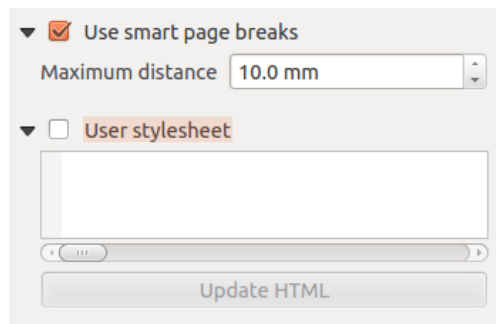 Use smart page breaks
Maximum distance 10.0 mm
User stylesheet
Update HTML